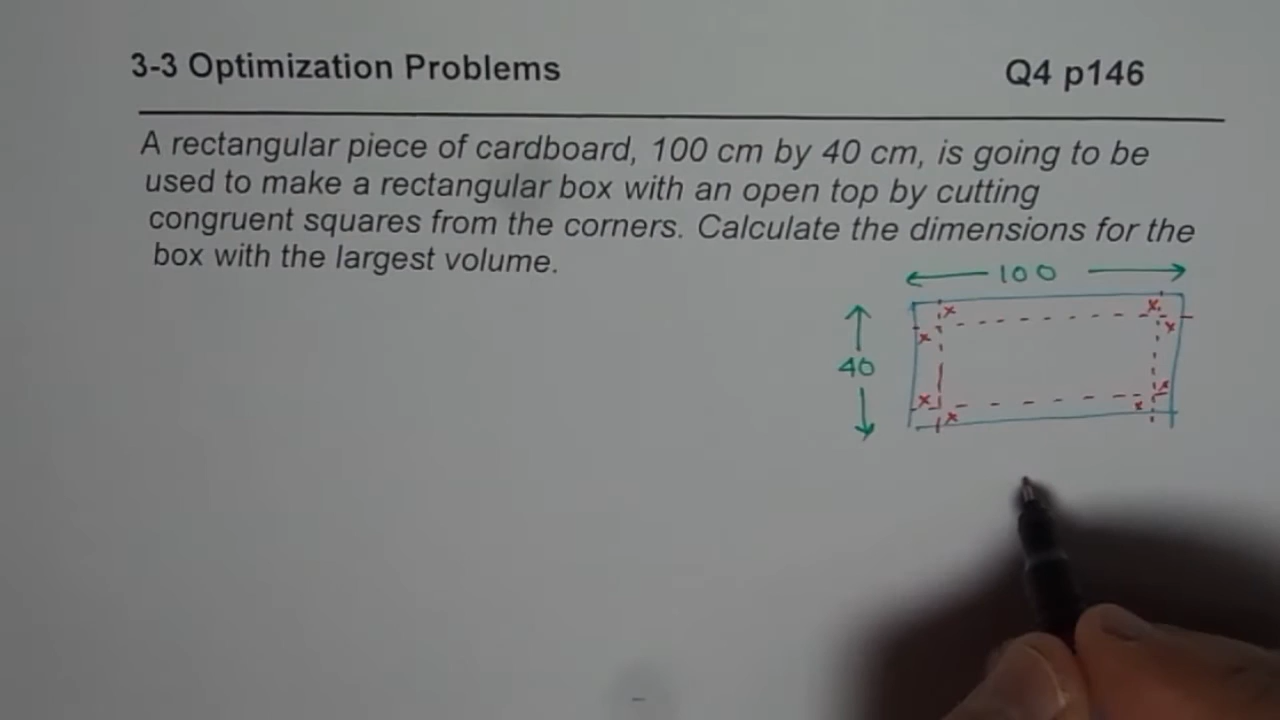 3-3 Optimization Problems Q4 p146
A rectangular piece of cardboard, 100 cm by 40 cm, is going to be
used to make a rectangular box with an open top by cutting
congruent squares from the corners. Calculate the dimensions for the
box with the largest volume.
100
x x
x x
40
x x
x x